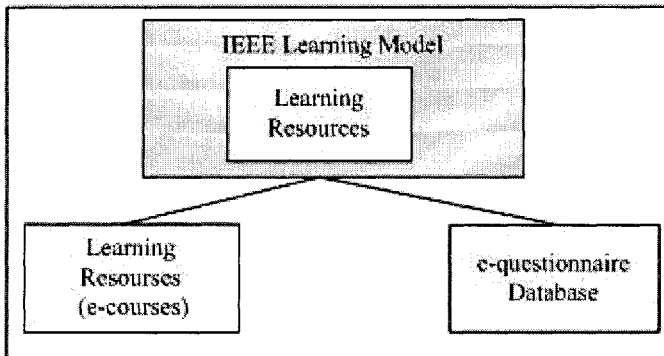 IEEE Learning Model
Learning
Resources
Learning
Resourses
(e-courses)
e-questionnaire
Database